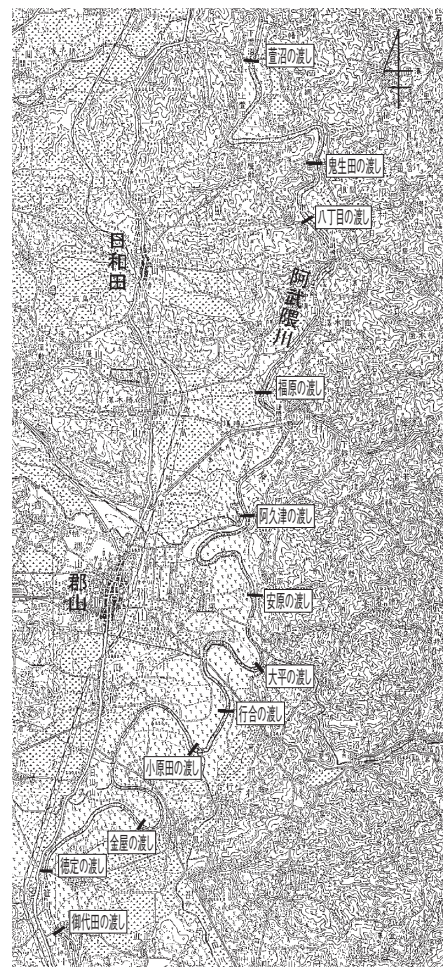 萱沼の渡し
鬼生田の渡し
八丁目の渡し
日和田
阿武隈川
福原の渡し
阿久津の渡し
安原の渡し
郡山
大平の渡し
行合の渡し
小原田の渡し
金屋の渡し
徳定の渡し
御代田の渡し